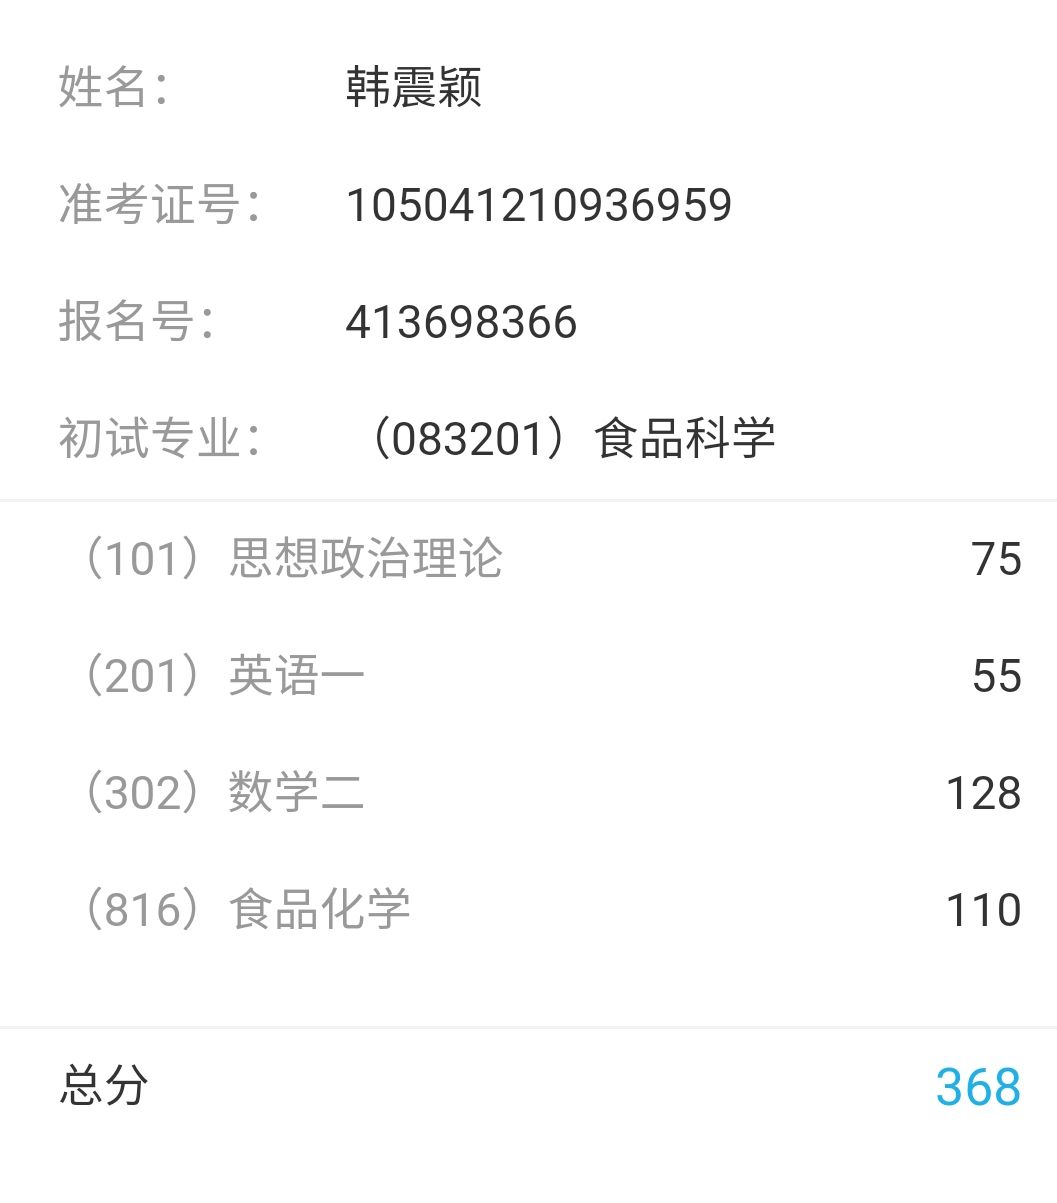 姓名： 韩震颖
准考证号： 105041210936959
报名号： 413698366
初试专业： （083201）食品科学
（101）思想政治理论 75
（201）英语一 55
（302）数学二 128
（816）食品化学 110
总分 368